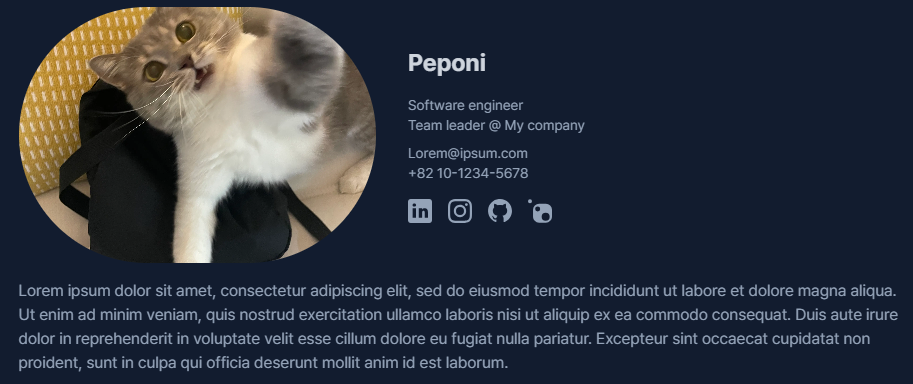 Peponi
Software engineer
Team leader @ My company
Lorem@ipsum.com
+82 10-1234-5678
in
Lorem ipsum dolor sit amet, consectetur adipiscing elit, sed do eiusmod tempor incididunt ut labore et dolore magna aliqua.
Ut enim ad minim veniam, quis nostrud exercitation ullamco laboris nisi ut aliquip ex ea commodo consequat. Duis aute irure
dolor in reprehenderit in voluptate velit esse cillum dolore eu fugiat nulla pariatur. Excepteur sint occaecat cupidatat non
proident, sunt in culpa qui officia deserunt mollit anim id est laborum.